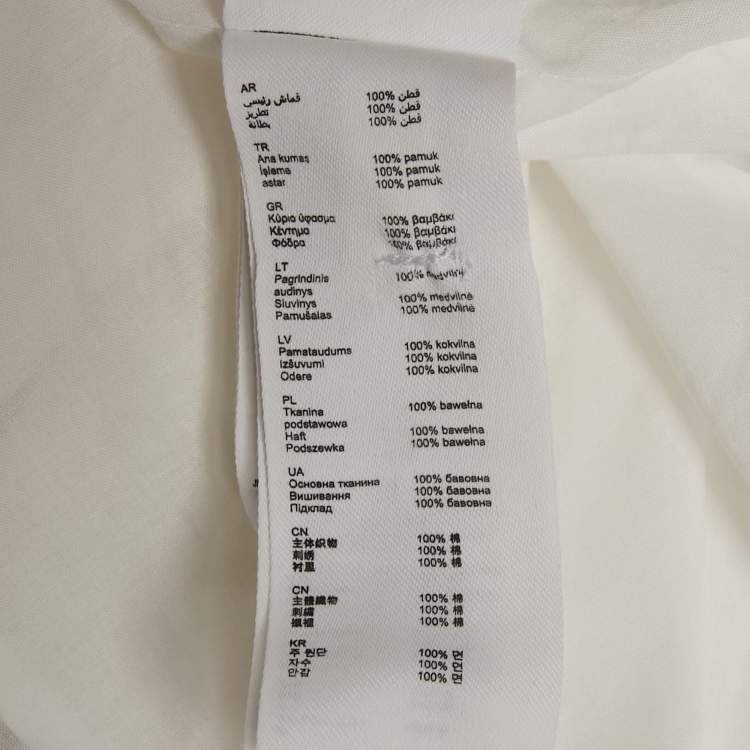 AR
قماش رئيسي 100% قطن
تطريز 100% قطن
بطانة 100% قطن
TR
Ana kumaş 100% pamuk
İşleme 100% pamuk
astar 100% pamuk
GR
Κύριο ύφασμα 100% βαμβάκι
Κέντημα 100% βαμβάκι
Φόδρα 100% βαμβάκι
LT
Pagrindinis 100% medvilnė
audinys
Siuvinys 100% medvilnė
Pamušalas 100% medvilnė
LV
Pamataudums 100% kokvilna
Izšuvumi 100% kokvilna
Odere 100% kokvilna
PL
Tkanina 100% bawełna
podstawowa
Haft 100% bawełna
Podszewka 100% bawełna
UA
Основна тканина 100% бавовна
Вишивання 100% бавовна
Підклад 100% бавовна
CN
主体织物 100% 棉
刺绣 100% 棉
衬里 100% 棉
CN
主體織物 100% 棉
刺繡 100% 棉
襯裡 100% 棉
KR
주 원단 100% 면
자수 100% 면
안감 100% 면